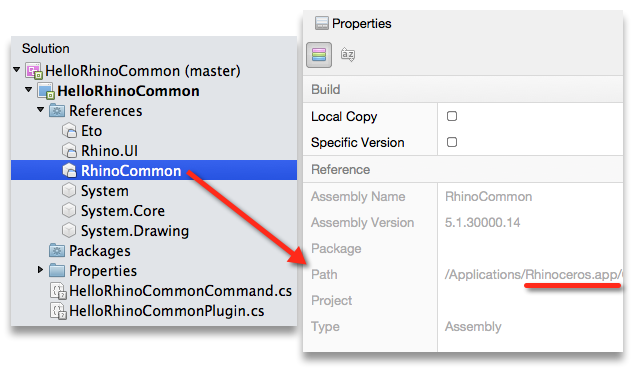 Solution
HelloRhinoCommon (master)
HelloRhinoCommon
References
Eto
Rhino.UI
RhinoCommon
System
System.Core
System.Drawing
Packages
Properties
HelloRhinoCommonCommand.cs
HelloRhinoCommonPlugin.cs
Properties
Build
Local Copy
Specific Version
Reference
Assembly Name RhinoCommon
Assembly Version 5.1.30000.14
Package
Path /Applications/Rhinoceros.app/
Project
Type Assembly